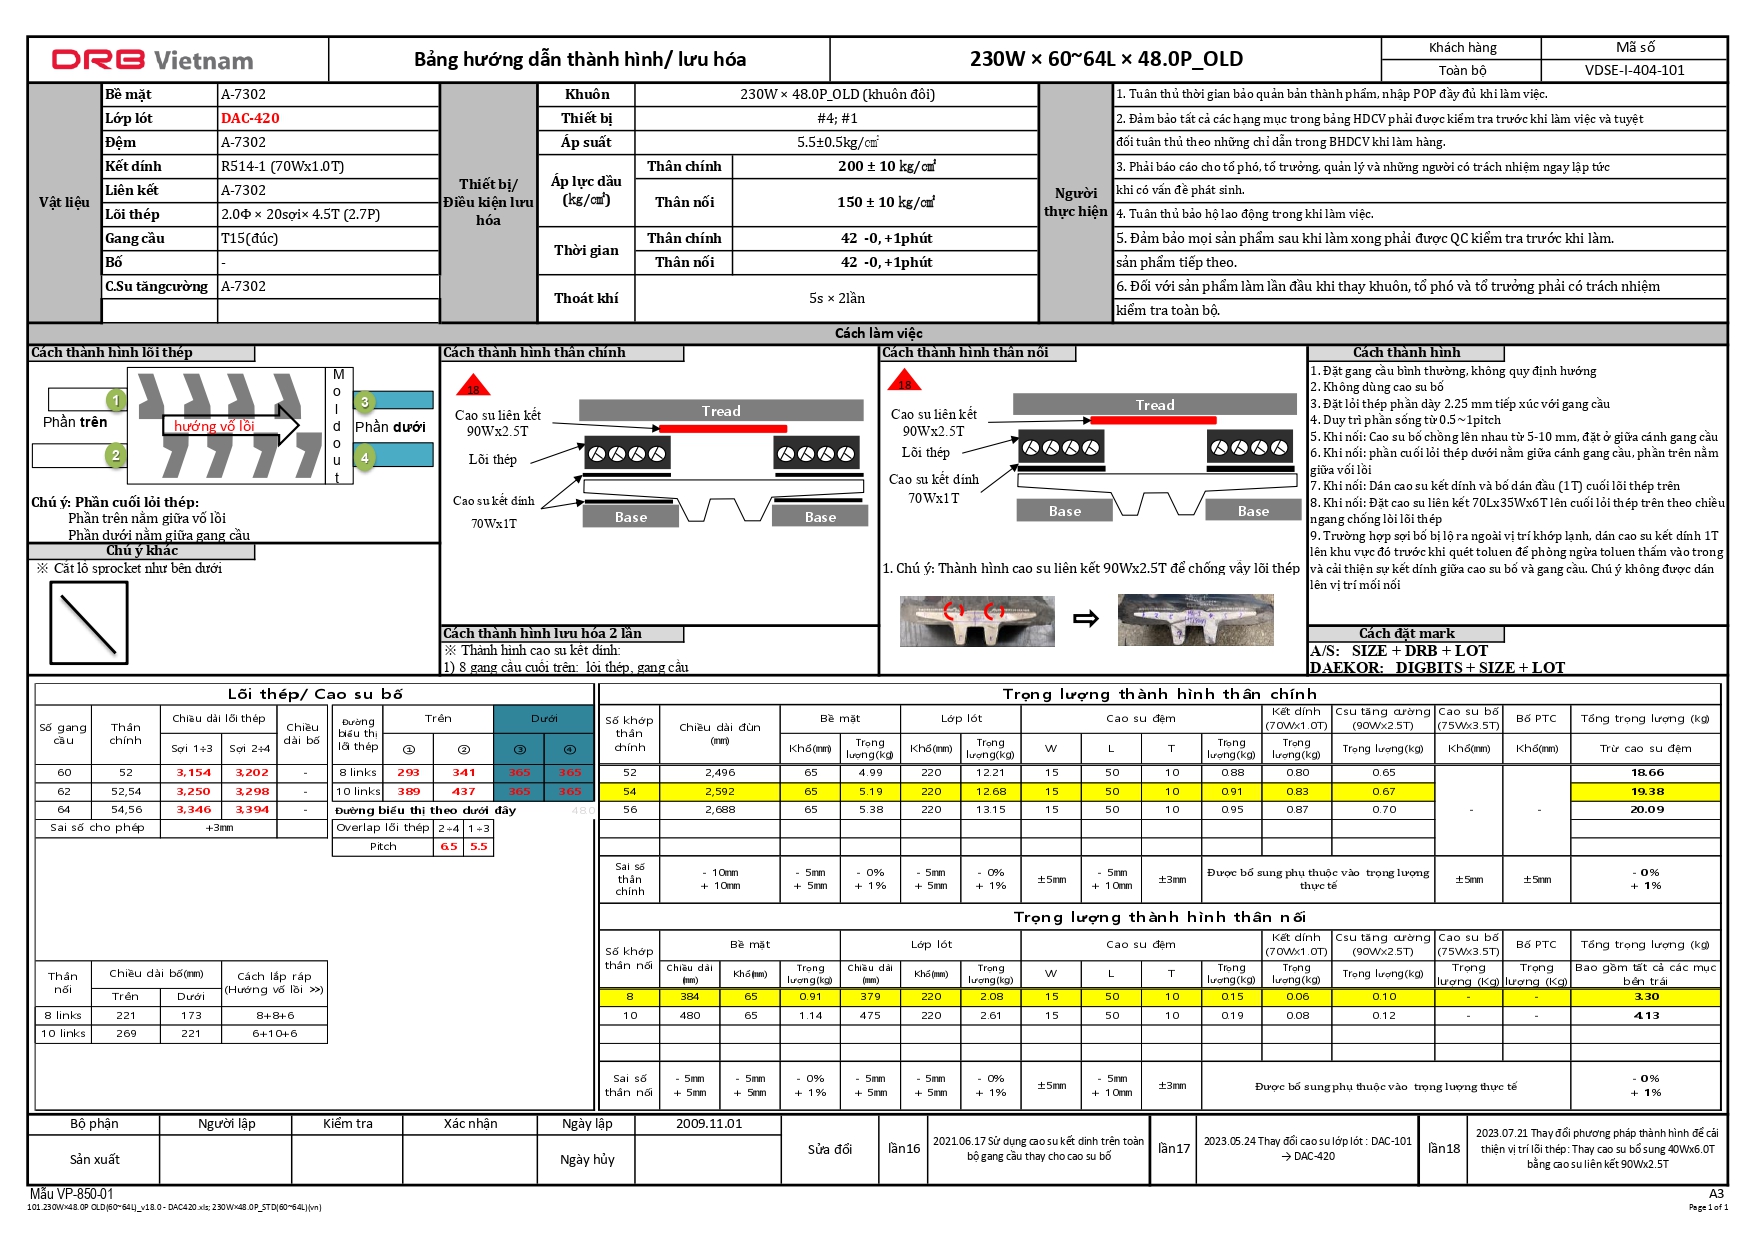 DRB Vietnam
Bảng hướng dẫn thành hình/ lưu hóa
230W × 60~64L × 48.0P_OLD
Khách hàng
Mã số
Toàn bộ
VDSE-I-404-101
Vật liệu
Bề mặt A-7302
Lớp lót DAC-420
Đệm A-7302
Kết dính R514-1 (70Wx1.0T)
Liên kết A-7302
Lõi thép 2.0Φ × 20sợi× 4.5T (2.7P)
Gang cầu T15(đúc)
Bố -
C.Su tăngcường A-7302
Thiết bị/
Điều kiện lưu
hóa
Khuôn 230W × 48.0P_OLD (khuôn đôi)
Thiết bị #4; #1
Áp suất 5.5±0.5kg/㎠
Áp lực dầu
(kg/㎠)
Thân chính 200 ± 10 kg/㎠
Thân nối 150 ± 10 kg/㎠
Thời gian
Thân chính 42 -0, +1phút
Thân nối 42 -0, +1phút
Thoát khí 5s × 2lần
Người
thực hiện
1. Tuân thủ thời gian bảo quản bán thành phẩm, nhập POP đầy đủ khi làm việc.
2. Đảm bảo tất cả các hạng mục trong bảng HDCV phải được kiểm tra trước khi làm việc và tuyệt
đối tuân thủ theo những chỉ dẫn trong BHDCV khi làm hàng.
3. Phải báo cáo cho tổ phó, tổ trưởng, quản lý và những người có trách nhiệm ngay lập tức
khi có vấn đề phát sinh.
4. Tuân thủ bảo hộ lao động trong khi làm việc.
5. Đảm bảo mọi sản phẩm sau khi làm xong phải được QC kiểm tra trước khi làm.
sản phẩm tiếp theo.
6. Đối với sản phẩm làm lần đầu khi thay khuôn, tổ phó và tổ trưởng phải có trách nhiệm
kiểm tra toàn bộ.
Cách làm việc
Cách thành hình lõi thép
1
2
Phần trên
hướng vố lồi
M
o
l
d
o
u
t
3
4
Phần dưới
Chú ý: Phần cuối lỏi thép:
Phần trên nằm giữa vố lồi
Phần dưới nằm giữa gang cầu
Chú ý khác
※ Cắt lỗ sprocket như bên dưới
Cách thành hình thân chính
18
Cao su liên kết
90Wx2.5T
Lõi thép
Cao su kết dính
70Wx1T
Tread
Base
Base
Cách thành hình lưu hóa 2 lần
※ Thành hình cao su kết dính:
1) 8 gang cầu cuối trên: lỏi thép, gang cầu
Cách thành hình thân nối
18
Cao su liên kết
90Wx2.5T
Lõi thép
Cao su kết dính
70Wx1T
Tread
Base
Base
1. Chú ý: Thành hình cao su liên kết 90Wx2.5T để chống vẩy lõi thép
Cách thành hình
1. Đặt gang cầu bình thường, không quy định hướng
2. Không dùng cao su bố
3. Đặt lỏi thép phần dày 2.25 mm tiếp xúc với gang cầu
4. Duy trì phần sống từ 0.5~1pitch
5. Khi nối: Cao su bố chồng lên nhau từ 5-10 mm, đặt ở giữa cánh gang cầu
6. Khi nối: phần cuối lỏi thép dưới nằm giữa cánh gang cầu, phần trên nằm
giữa vối lồi
7. Khi nối: Dán cao su kết dính và bố dán đầu (1T) cuối lõi thép trên
8. Khi nối: Đặt cao su liên kết 70Lx35Wx6T lên cuối lỏi thép trên theo chiều
ngang chống lòi lõi thép
9. Trường hợp sợi bố bị lộ ra ngoài vị trí khớp lạnh, dán cao su kết dính 1T
lên khu vực đó trước khi quét toluen để phòng ngừa toluen thấm vào trong
và cải thiện sự kết dính giữa cao su bố và gang cầu. Chú ý không được dán
lên vị trí mối nối
Cách đặt mark
A/S: SIZE + DRB + LOT
DAEKOR: DIGBITS + SIZE + LOT
Lõi thép/ Cao su bố
Số gang cầu
Thân chính
Chiều dài lõi thép
Sợi 1÷3
Sợi 2÷4
Chiều dài bố
60 52 3,154 3,202 -
62 52,54 3,250 3,298 -
64 54,56 3,346 3,394 -
Sai số cho phép +3mm
Đường biểu thị lõi thép
Trên
Dưới
① ② ③ ④
8 links 293 341 365 365
10 links 389 437 365 365
Đường biểu thị theo dưới đây 48.0
Overlap lõi thép 2÷4 1÷3
Pitch 6.5 5.5
Thân nối
Chiều dài bố(mm)
Trên
Dưới
Cách lắp ráp
(Hướng vố lồi >>)
8 links 221 173 8+8+6
10 links 269 221 6+10+6
Trọng lượng thành hình thân chính
Số khớp thân chính
Chiều dài đùn (mm)
Bề mặt
Lớp lót
Cao su đệm
Kết dính (70Wx1.0T)
Csu tăng cường (90Wx2.5T)
Cao su bố (75Wx3.5T)
Bố PTC
Tổng trọng lượng (kg)
Khổ(mm) Trọng lượng(kg) Khổ(mm) Trọng lượng(kg) W L T Trọng lượng(kg) Trọng lượng(kg) Trọng lượng(kg) Khổ(mm) Khổ(mm) Trừ cao su đệm
52 2,496 65 4.99 220 12.21 15 50 10 0.88 0.80 0.65 18.66
54 2,592 65 5.19 220 12.68 15 50 10 0.91 0.83 0.67 19.38
56 2,688 65 5.38 220 13.15 15 50 10 0.95 0.87 0.70 - - 20.09
Sai số thân chính
- 10mm + 10mm
- 5mm + 5mm
- 0% + 1%
- 5mm + 5mm
- 0% + 1%
±5mm
- 5mm + 10mm
±3mm
Được bổ sung phụ thuộc vào trọng lượng thực tế
±5mm
±5mm
- 0% + 1%
Trọng lượng thành hình thân nối
Số khớp thân nối
Bề mặt
Lớp lót
Cao su đệm
Kết dính (70Wx1.0T)
Csu tăng cường (90Wx2.5T)
Cao su bố (75Wx3.5T)
Bố PTC
Tổng trọng lượng (kg)
Chiều dài (mm) Khổ(mm) Trọng lượng(kg) Chiều dài (mm) Khổ(mm) Trọng lượng(kg) W L T Trọng lượng(kg) Trọng lượng(kg) Trọng lượng(kg) Trọng lượng (Kg) Trọng lượng (Kg) Bao gồm tất cả các mục bên trái
8 384 65 0.91 379 220 2.08 15 50 10 0.15 0.06 0.10 - - 3.30
10 480 65 1.14 475 220 2.61 15 50 10 0.19 0.08 0.12 - - 4.13
Sai số thân nối
- 5mm + 5mm
- 5mm + 5mm
- 0% + 1%
- 5mm + 5mm
- 5mm + 5mm
- 0% + 1%
±5mm
- 5mm + 10mm
±3mm
Được bổ sung phụ thuộc vào trọng lượng thực tế
- 0% + 1%
Bộ phận
Người lập
Kiểm tra
Xác nhận
Ngày lập
2009.11.01
Sản xuất
Ngày hủy
Sửa đổi
lần16
2021.06.17 Sử dụng cao su kết dính trên toàn
bộ gang cầu thay cho cao su bố
lần17
2023.05.24 Thay đổi cao su lớp lót : DAC-101
→ DAC-420
lần18
2023.07.21 Thay đổi phương pháp thành hình để cải
thiện vị trí lõi thép: Thay cao su bổ sung 40Wx6.0T
bằng cao su liên kết 90Wx2.5T
Mẫu VP-850-01
A3
101.230W×48.0P OLD(60~64L)_v18.0 - DAC420.xls; 230W×48.0P_STD(60~64L)(vn)
Page 1 of 1